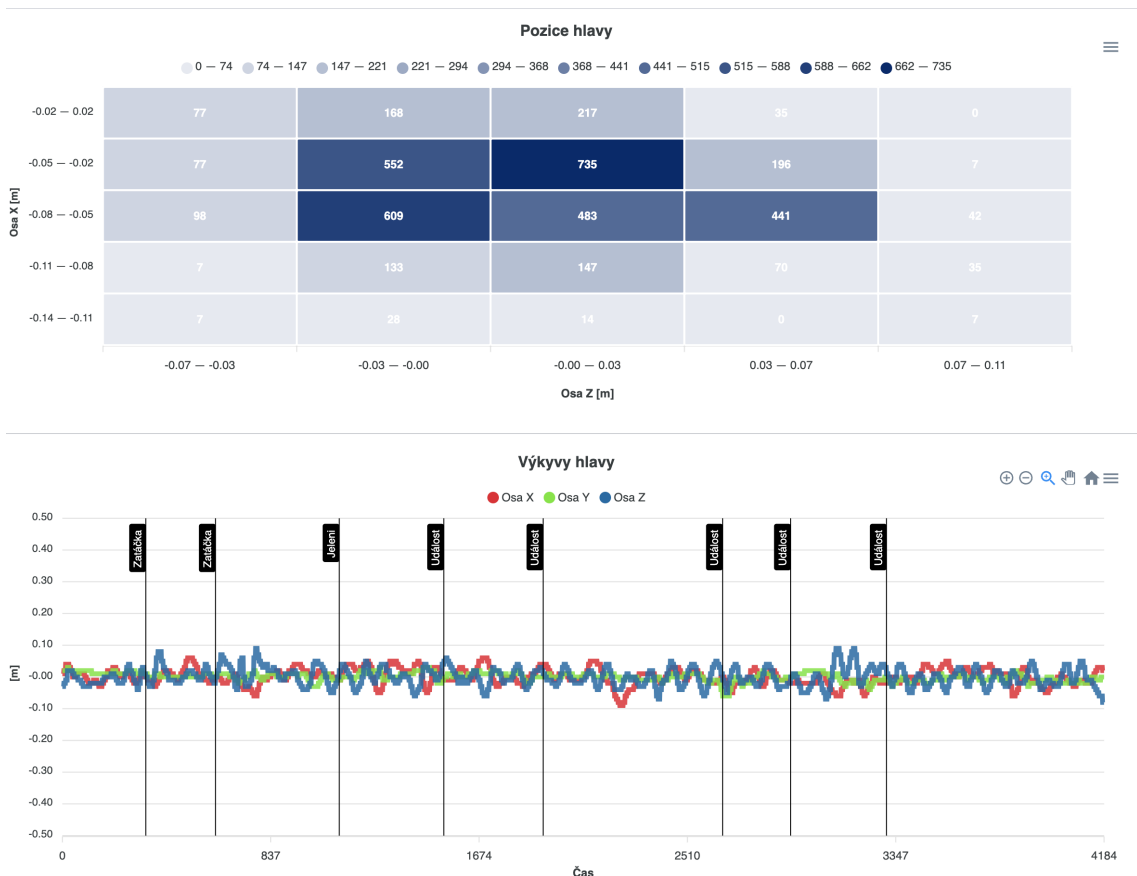 Pozice hlavy
0 — 74 74 — 147 147 — 221 221 — 294 294 — 368 368 — 441 441 — 515 515 — 588 588 — 662 662 — 735
Osa X [m]
-0.02 — 0.02 77 168 217 35 0
-0.05 — -0.02 77 552 735 196 7
-0.08 — -0.05 98 609 483 441 42
-0.11 — -0.08 7 133 147 70 35
-0.14 — -0.11 7 28 14 0 7
-0.07 — -0.03 -0.03 — -0.00 -0.00 — 0.03 0.03 — 0.07 0.07 — 0.11
Osa Z [m]
Výkyvy hlavy
Osa X Osa Y Osa Z
[m]
0.50
0.40
0.30
0.20
0.10
-0.00
-0.10
-0.20
-0.30
-0.40
-0.50
Zatáčka
Zatáčka
Jeleni
Událost
Událost
Událost
Událost
Událost
0 837 1674 2510 3347 4184
Čas